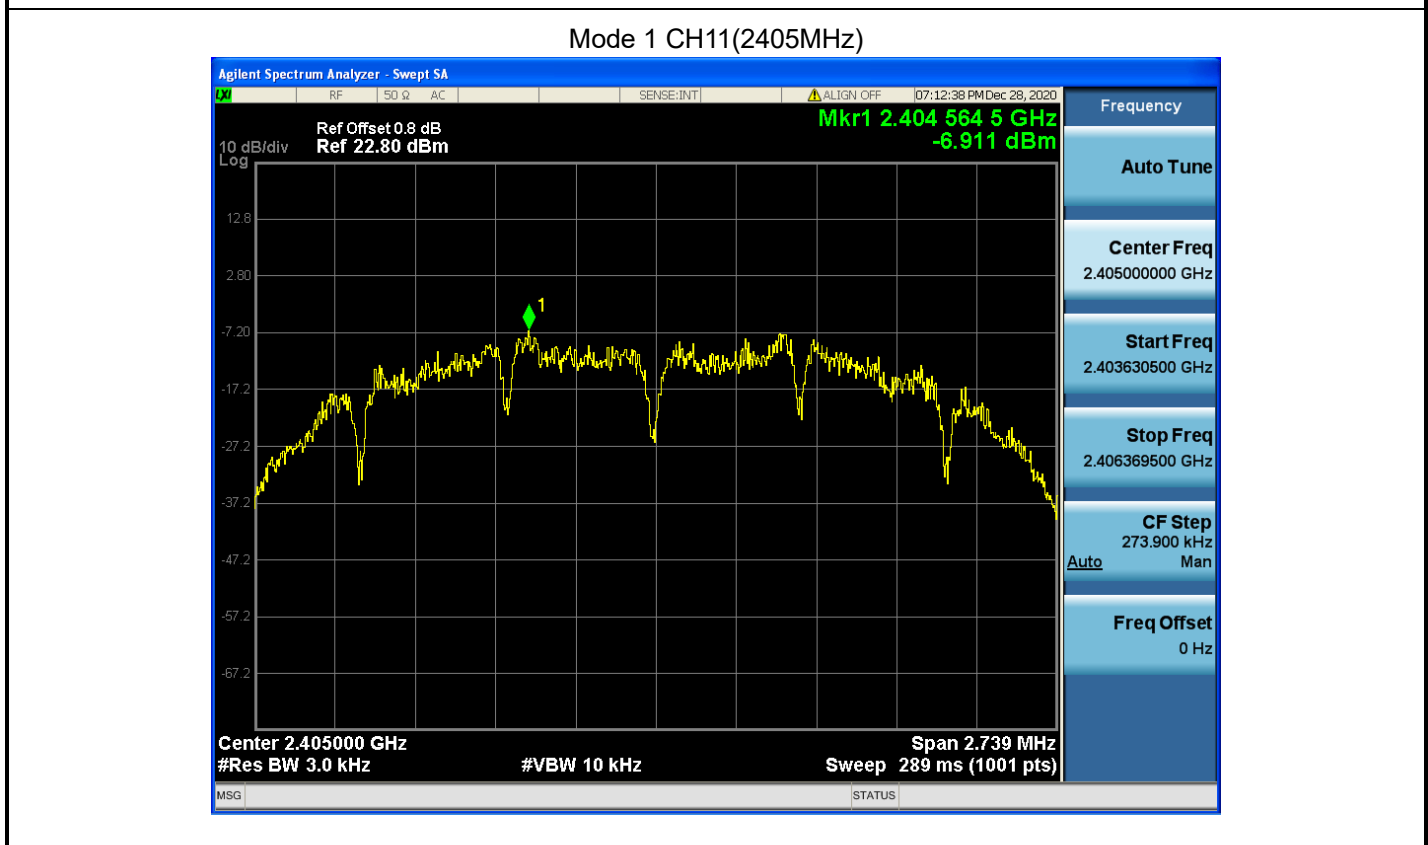 Mode 1 CH11(2405MHz)
Agilent Spectrum Analyzer - Swept SA
LXI RF 50 Ω AC SENSE:INT ALIGN OFF 07:12:38 PM Dec 28, 2020
Frequency
Mkr1 2.404 564 5 GHz
-6.911 dBm
Ref Offset 0.8 dB
10 dB/div Ref 22.80 dBm
Log
Auto Tune
12.8
2.80
-7.20
-17.2
-27.2
-37.2
-47.2
-57.2
-67.2
1
Center Freq
2.405000000 GHz
Start Freq
2.403630500 GHz
Stop Freq
2.406369500 GHz
CF Step
273.900 kHz
Auto Man
Freq Offset
0 Hz
Center 2.405000 GHz Span 2.739 MHz
#Res BW 3.0 kHz #VBW 10 kHz Sweep 289 ms (1001 pts)
MSG STATUS